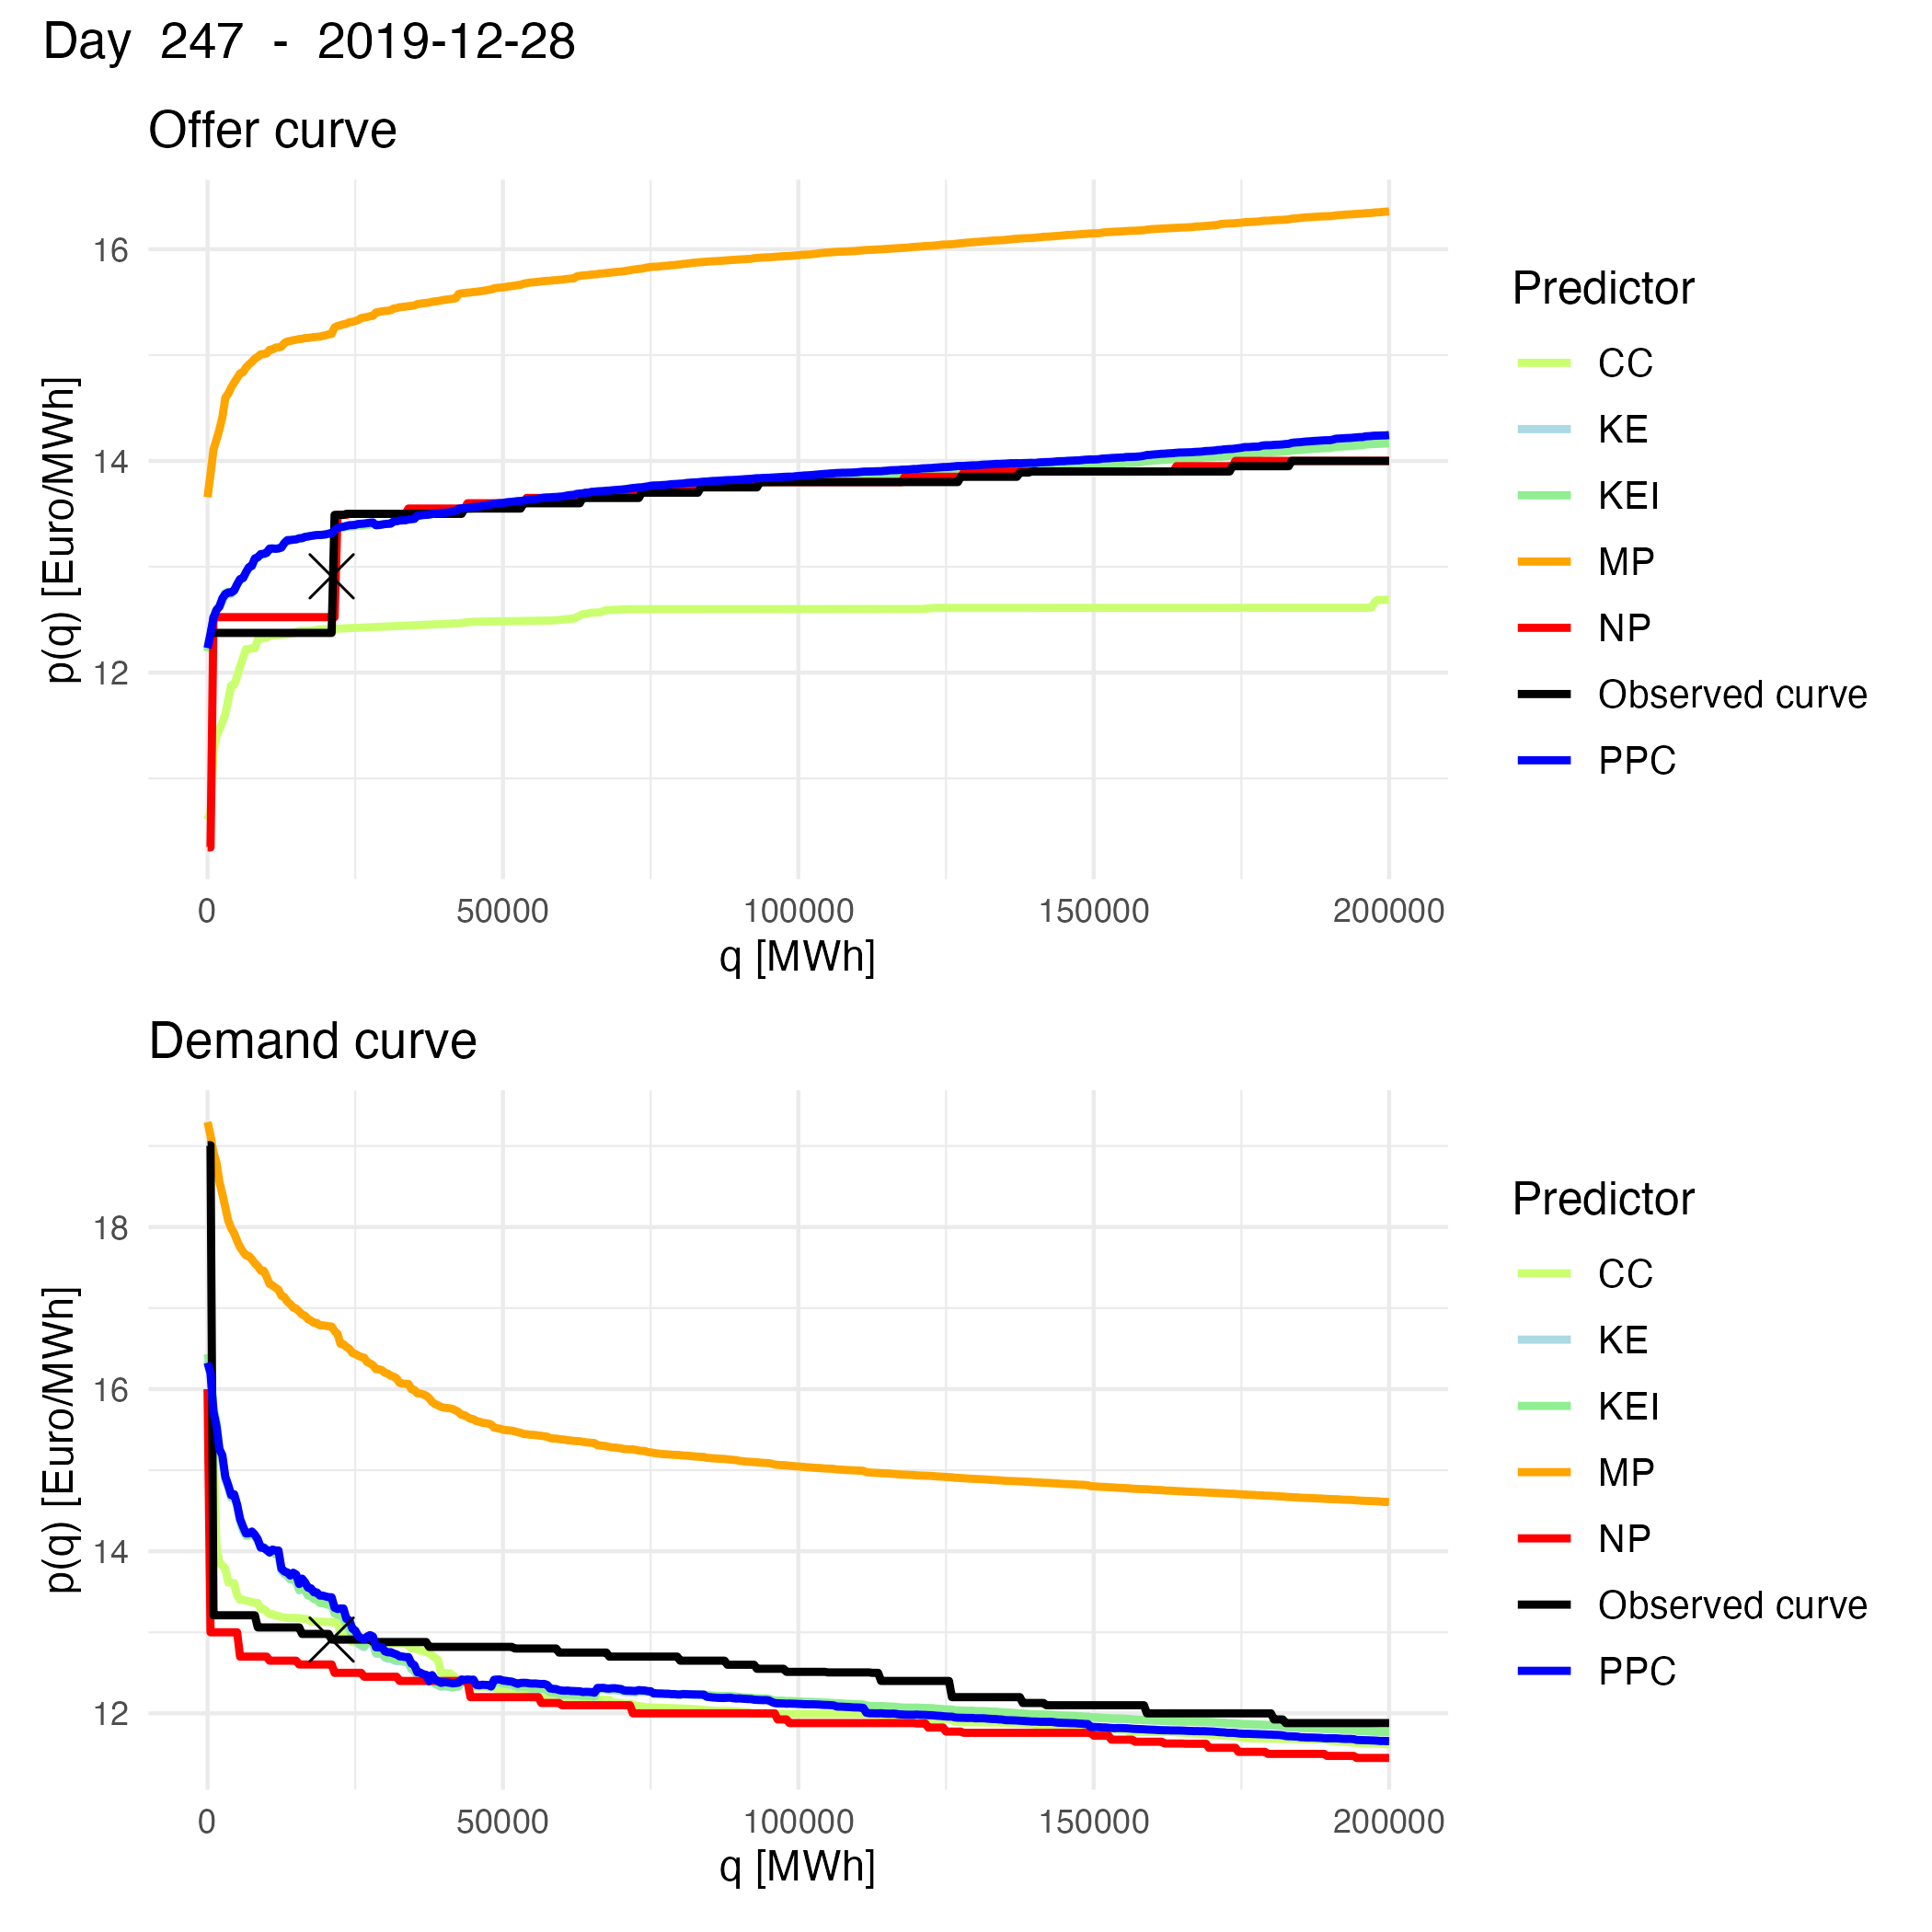 Day 247 - 2019-12-28
Offer curve
p(q) [Euro/MWh]
16
14
12
0 50000 100000 150000 200000
q [MWh]
Predictor
CC
KE
KEI
MP
NP
Observed curve
PPC
Demand curve
p(q) [Euro/MWh]
18
16
14
12
0 50000 100000 150000 200000
q [MWh]
Predictor
CC
KE
KEI
MP
NP
Observed curve
PPC